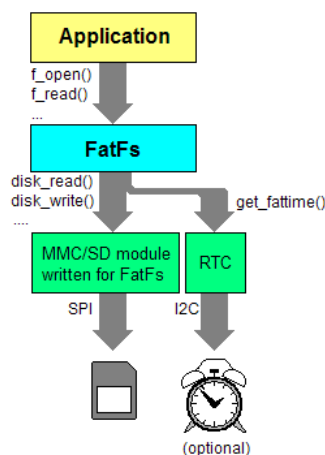 Application
f_open()
f_read()
...
FatFs
disk_read()
disk_write()
....
get_fattime()
MMC/SD module
written for FatFs
RTC
SPI
I2C
(optional)